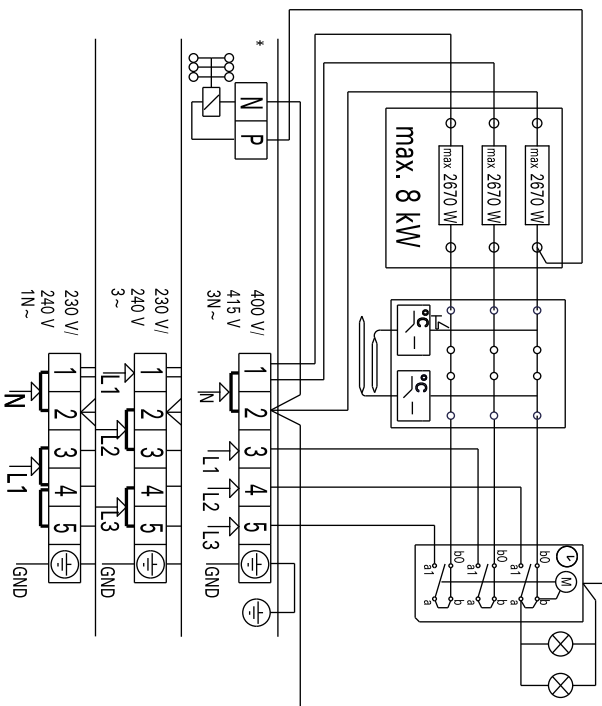 *
N
P
max. 8 kW
max 2670 W
max 2670 W
max 2670 W
°C
°C
400 V/
415 V
3N~
1
2
3
4
5
N
L1
L2
L3
GND
230 V/
240 V
3~
1
2
3
4
5
L1
L2
L3
GND
230 V/
240 V
1N~
1
2
3
4
5
N
L1
GND
M
b0
a1
b0
a1
b0
a1
b
a
b
a
b
a